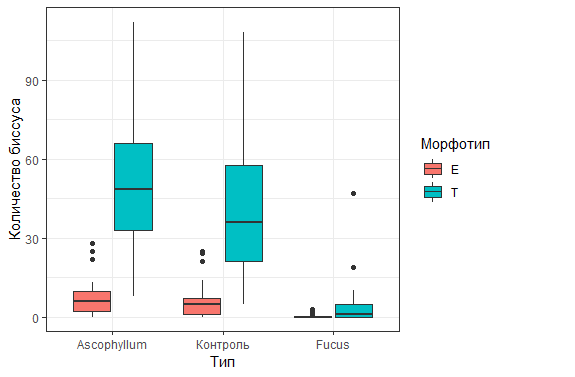 Количество биссуса
90
60
30
0
Ascophyllum Контроль Fucus
Тип
Морфотип
E
T